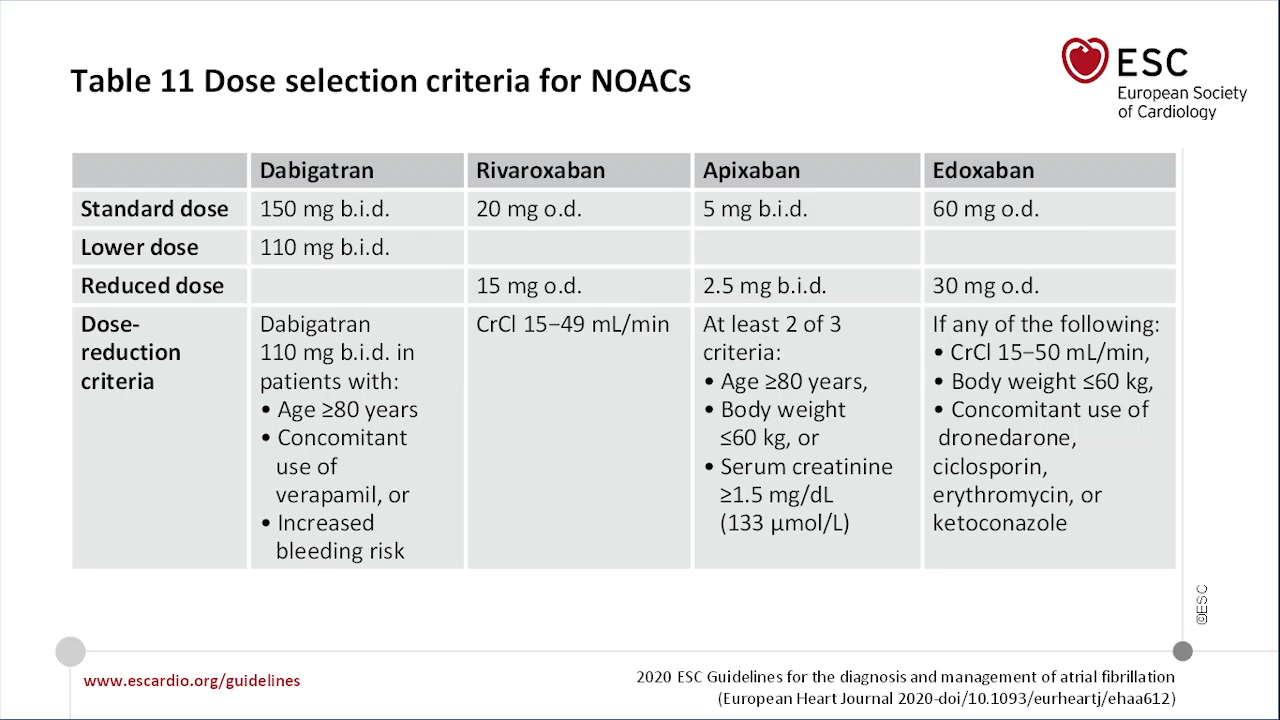 Table 11 Dose selection criteria for NOACs
ESC
European Society
of Cardiology
Dabigatran Rivaroxaban Apixaban Edoxaban
Standard dose 150 mg b.i.d. 20 mg o.d. 5 mg b.i.d. 60 mg o.d.
Lower dose 110 mg b.i.d.
Reduced dose 15 mg o.d. 2.5 mg b.i.d. 30 mg o.d.
Dose-
reduction
criteria
Dabigatran
110 mg b.i.d. in
patients with:
• Age ≥80 years
• Concomitant
use of
verapamil, or
• Increased
bleeding risk
CrCl 15−49 mL/min
At least 2 of 3
criteria:
• Age ≥80 years,
• Body weight
≤60 kg, or
• Serum creatinine
≥1.5 mg/dL
(133 µmol/L)
If any of the following:
• CrCl 15−50 mL/min,
• Body weight ≤60 kg,
• Concomitant use of
dronedarone,
ciclosporin,
erythromycin, or
ketoconazole
©ESC
www.escardio.org/guidelines
2020 ESC Guidelines for the diagnosis and management of atrial fibrillation
(European Heart Journal 2020-doi/10.1093/eurheartj/ehaa612)